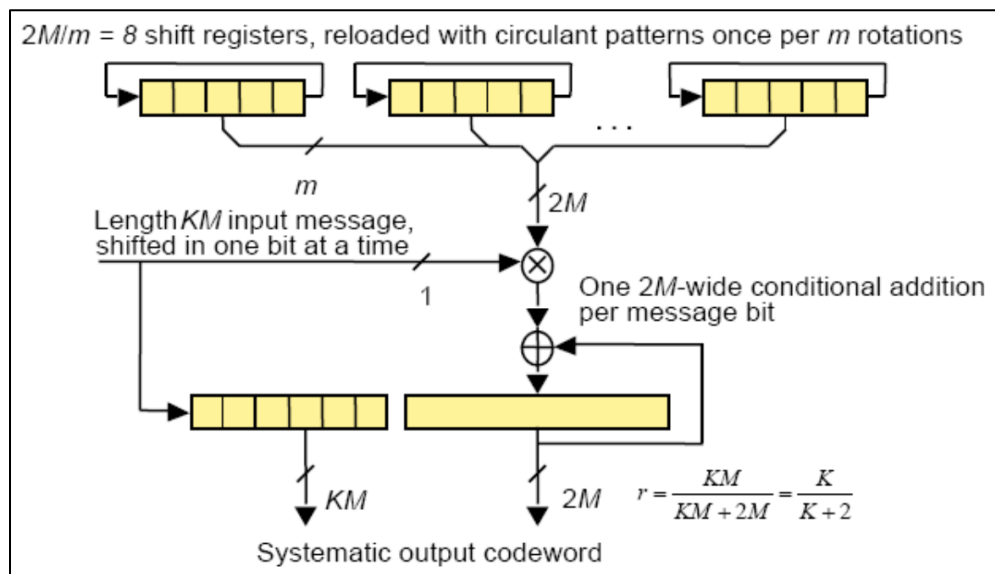 2M/m = 8 shift registers, reloaded with circulant patterns once per m rotations
. . .
m
2M
Length KM input message,
shifted in one bit at a time
1
One 2M-wide conditional addition
per message bit
KM
2M
r = KM / (KM + 2M) = K / (K + 2)
Systematic output codeword